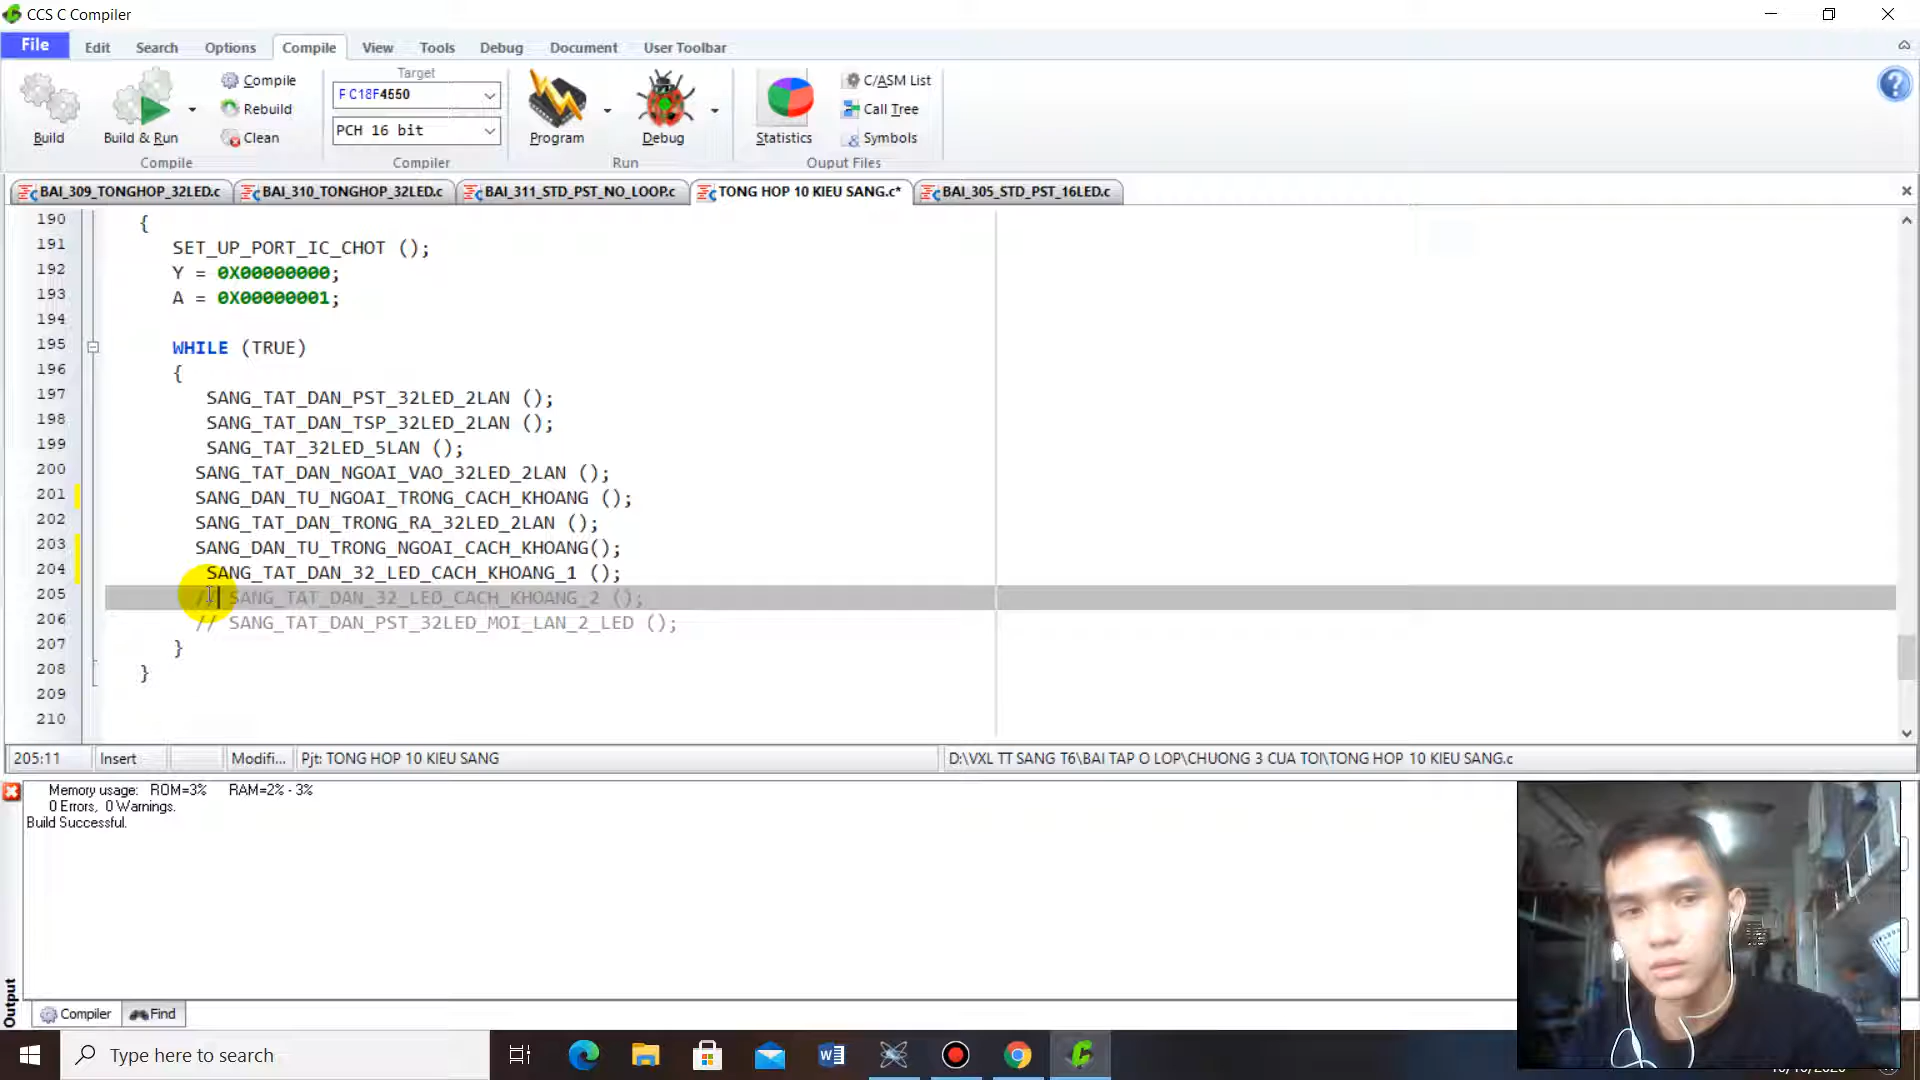 CCS C Compiler
File Edit Search Options Compile View Tools Debug Document User Toolbar
Build
Build & Run
Compile
Rebuild
Clean
Compile
Target
F C18F4550
PCH 16 bit
Compiler
Program
Debug
Run
Statistics
C/ASM List
Call Tree
Symbols
Ouput Files
BAI_309_TONGHOP_32LED.c BAI_310_TONGHOP_32LED.c BAI_311_STD_PST_NO_LOOP.c TONG HOP 10 KIEU SANG.c* BAI_305_STD_PST_16LED.c
190 {
191 SET_UP_PORT_IC_CHOT ();
192 Y = 0X00000000;
193 A = 0X00000001;
194
195 WHILE (TRUE)
196 {
197 SANG_TAT_DAN_PST_32LED_2LAN ();
198 SANG_TAT_DAN_TSP_32LED_2LAN ();
199 SANG_TAT_32LED_5LAN ();
200 SANG_TAT_DAN_NGOAI_VAO_32LED_2LAN ();
201 SANG_DAN_TU_NGOAI_TRONG_CACH_KHOANG ();
202 SANG_TAT_DAN_TRONG_RA_32LED_2LAN ();
203 SANG_DAN_TU_TRONG_NGOAI_CACH_KHOANG();
204 SANG_TAT_DAN_32_LED_CACH_KHOANG_1 ();
205 // SANG_TAT_DAN_32_LED_CACH_KHOANG_2 ();
206 // SANG_TAT_DAN_PST_32LED_MOI_LAN_2_LED ();
207 }
208 }
209
210
205:11 Insert Modifi... Pjt: TONG HOP 10 KIEU SANG D:\VXL TT SANG T6\BAI TAP O LOP\CHUONG 3 CUA TOI\TONG HOP 10 KIEU SANG.c
Memory usage: ROM=3% RAM=2% - 3%
0 Errors, 0 Warnings.
Build Successful.
Output
Compiler Find
Type here to search